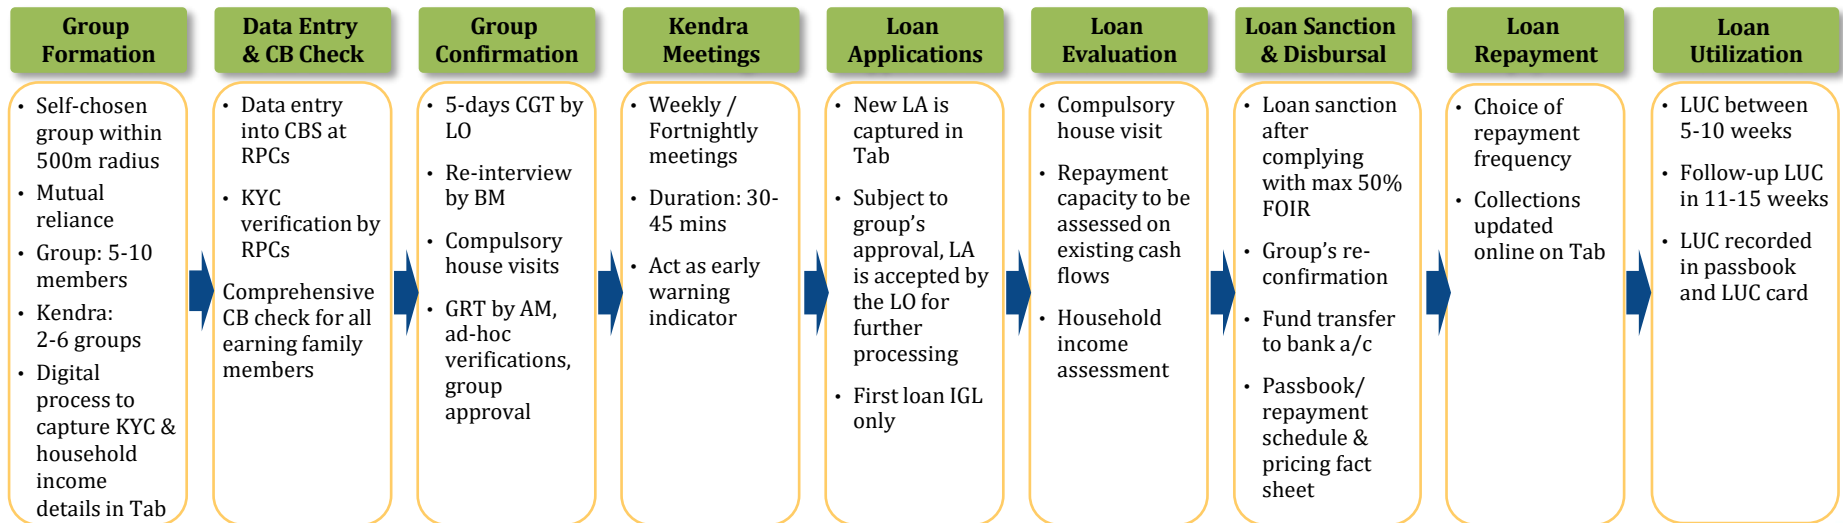 Group
Formation
• Self-chosen
group within
500m radius
• Mutual
reliance
• Group: 5-10
members
• Kendra:
2-6 groups
• Digital
process to
capture KYC &
household
income
details in Tab
Data Entry
& CB Check
• Data entry
into CBS at
RPCs
• KYC
verification by
RPCs
Comprehensive
CB check for all
earning family
members
Group
Confirmation
• 5-days CGT by
LO
• Re-interview
by BM
• Compulsory
house visits
• GRT by AM,
ad-hoc
verifications,
group
approval
Kendra
Meetings
• Weekly /
Fortnightly
meetings
• Duration: 30-
45 mins
• Act as early
warning
indicator
Loan
Applications
• New LA is
captured in
Tab
• Subject to
group's
approval, LA
is accepted by
the LO for
further
processing
• First loan IGL
only
Loan
Evaluation
• Compulsory
house visit
• Repayment
capacity to be
assessed on
existing cash
flows
• Household
income
assessment
Loan Sanction
& Disbursal
• Loan sanction
after
complying
with max 50%
FOIR
• Group's re-
confirmation
• Fund transfer
to bank a/c
• Passbook/
repayment
schedule &
pricing fact
sheet
Loan
Repayment
• Choice of
repayment
frequency
• Collections
updated
online on Tab
Loan
Utilization
• LUC between
5-10 weeks
• Follow-up LUC
in 11-15 weeks
• LUC recorded
in passbook
and LUC card